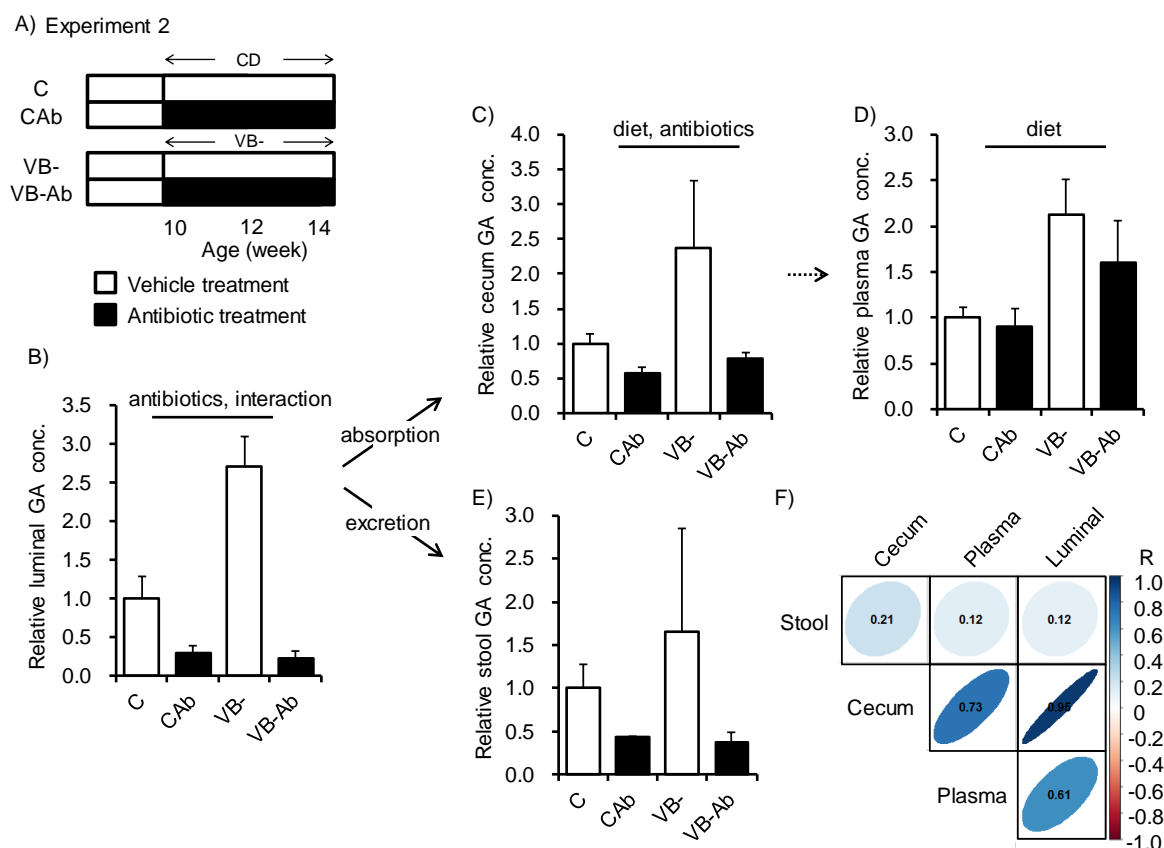 A) Experiment 2
CD
C
CAb
VB-
VB-
VB-Ab
10 12 14
Age (week)
Vehicle treatment
Antibiotic treatment
B)
antibiotics, interaction
Relative luminal GA conc.
3.5
3.0
2.5
2.0
1.5
1.0
0.5
0.0
C CAb VB- VB-Ab
absorption
excretion
C)
diet, antibiotics
Relative cecum GA conc.
4.0
3.5
3.0
2.5
2.0
1.5
1.0
0.5
0.0
C CAb VB- VB-Ab
D)
diet
Relative plasma GA conc.
3.0
2.5
2.0
1.5
1.0
0.5
0.0
C CAb VB- VB-Ab
E)
Relative stool GA conc.
3.0
2.5
2.0
1.5
1.0
0.5
0.0
C CAb VB- VB-Ab
F)
Cecum Plasma Luminal
R
Stool 0.21 0.12 0.12
Cecum 0.73 0.95
Plasma 0.61
1.0
0.8
0.6
0.4
0.2
0
-0.2
-0.4
-0.6
-0.8
-1.0